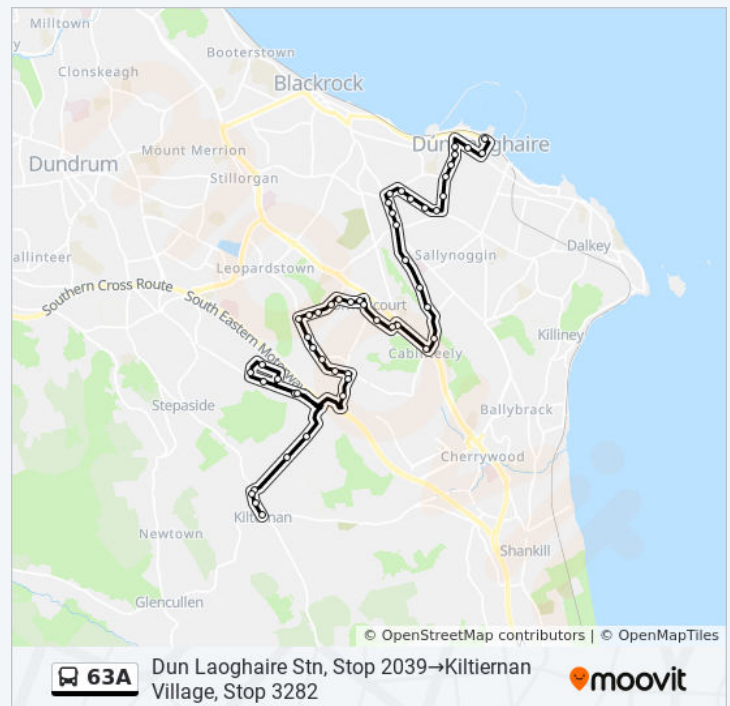 Milltown
Booterstown
Clonskeagh
Blackrock
Mount Merrion
Dundrum
Stillorgan
Sallynoggin
Dalkey
allinteer
Leopardstown
Southern Cross Route
South Eastern Motorway
Killiney
Cabinteely
Stepaside
Ballybrack
Cherrywood
Kiltiernan
Newtown
Shankill
Glencullen
© OpenStreetMap contributors | © OpenMapTiles
63A
Dun Laoghaire Stn, Stop 2039→Kiltiernan
Village, Stop 3282
moovit